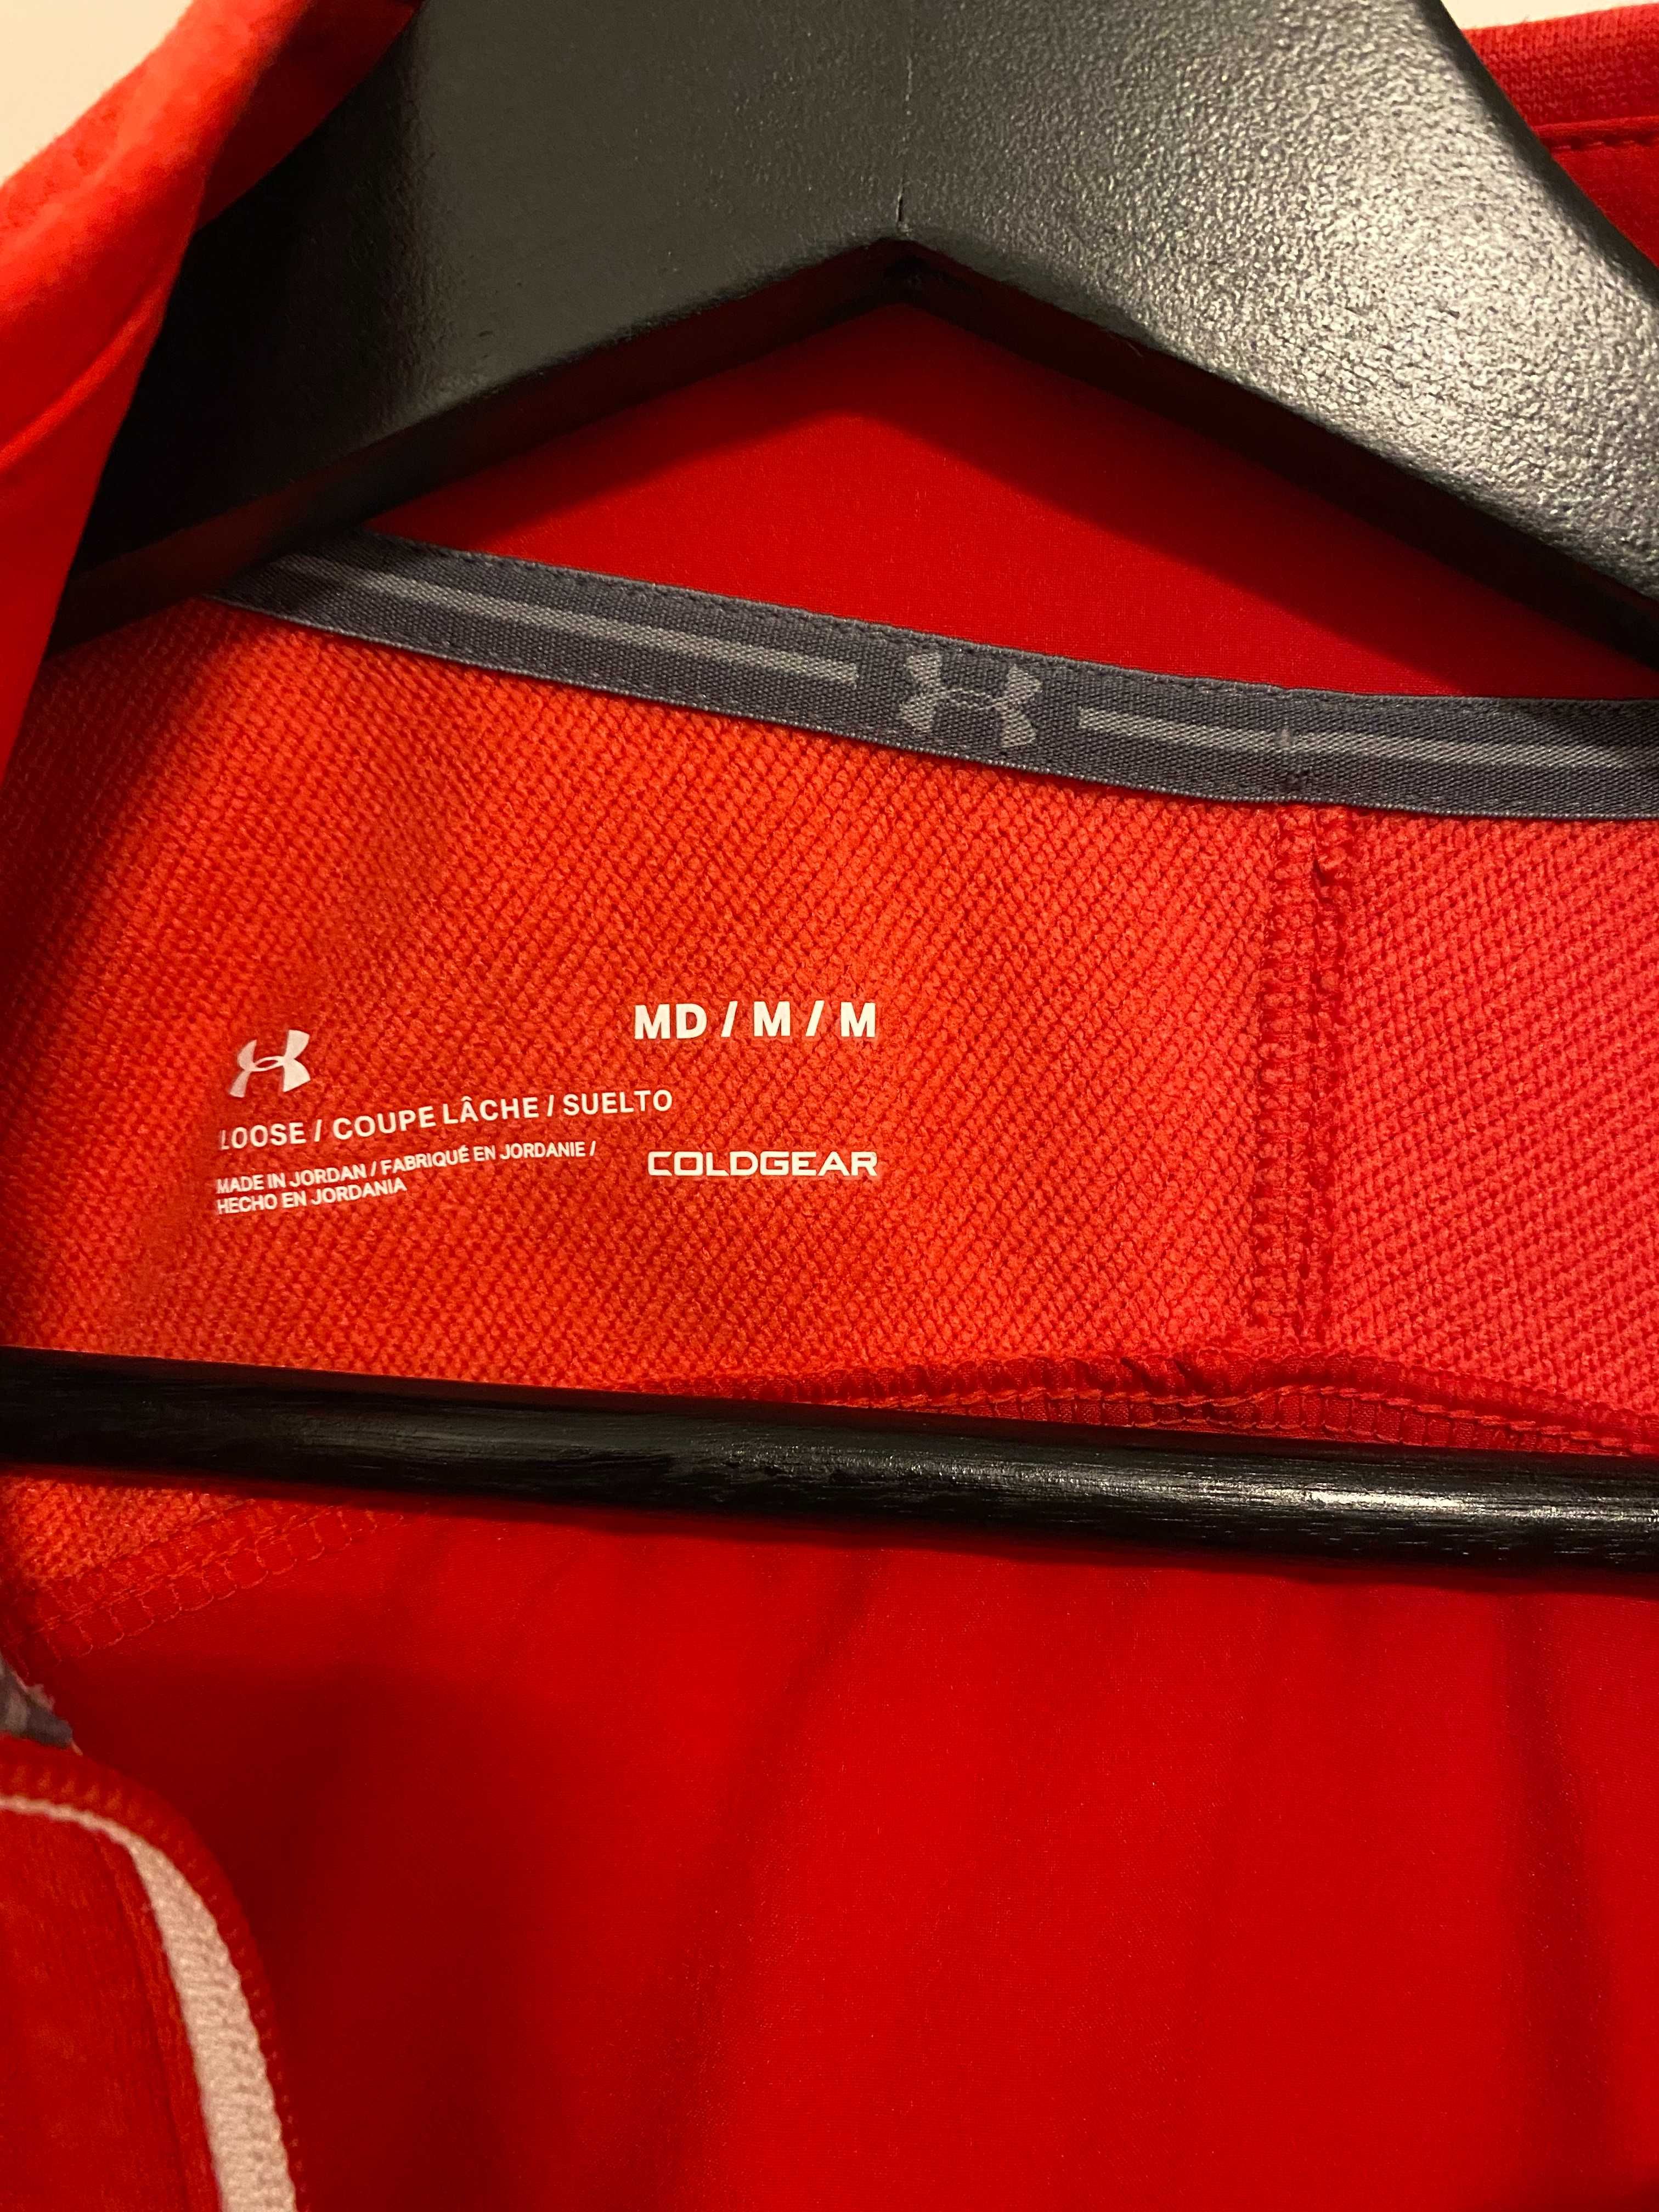 MD / M / M
LOOSE / COUPE LÂCHE / SUELTO
MADE IN JORDAN / FABRIQUÉ EN JORDANIE /
HECHO EN JORDANIA
COLDGEAR